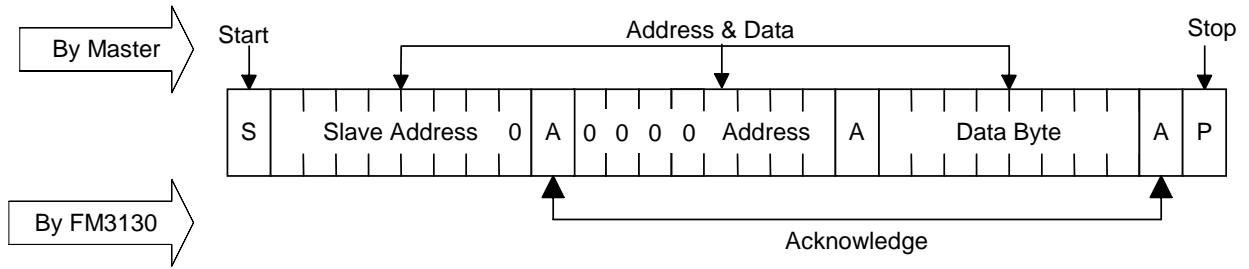 By Master
Start
Address & Data
Stop
S Slave Address 0 A 0 0 0 0 Address A Data Byte A P
By FM3130
Acknowledge